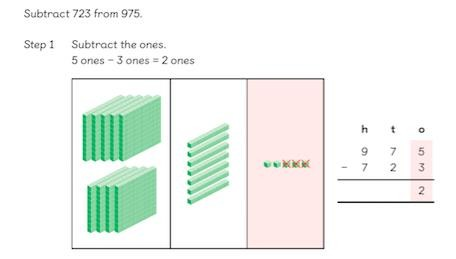 Subtract 723 from 975.
Step 1 Subtract the ones.
5 ones − 3 ones = 2 ones
h t o
9 7 5
− 7 2 3
2